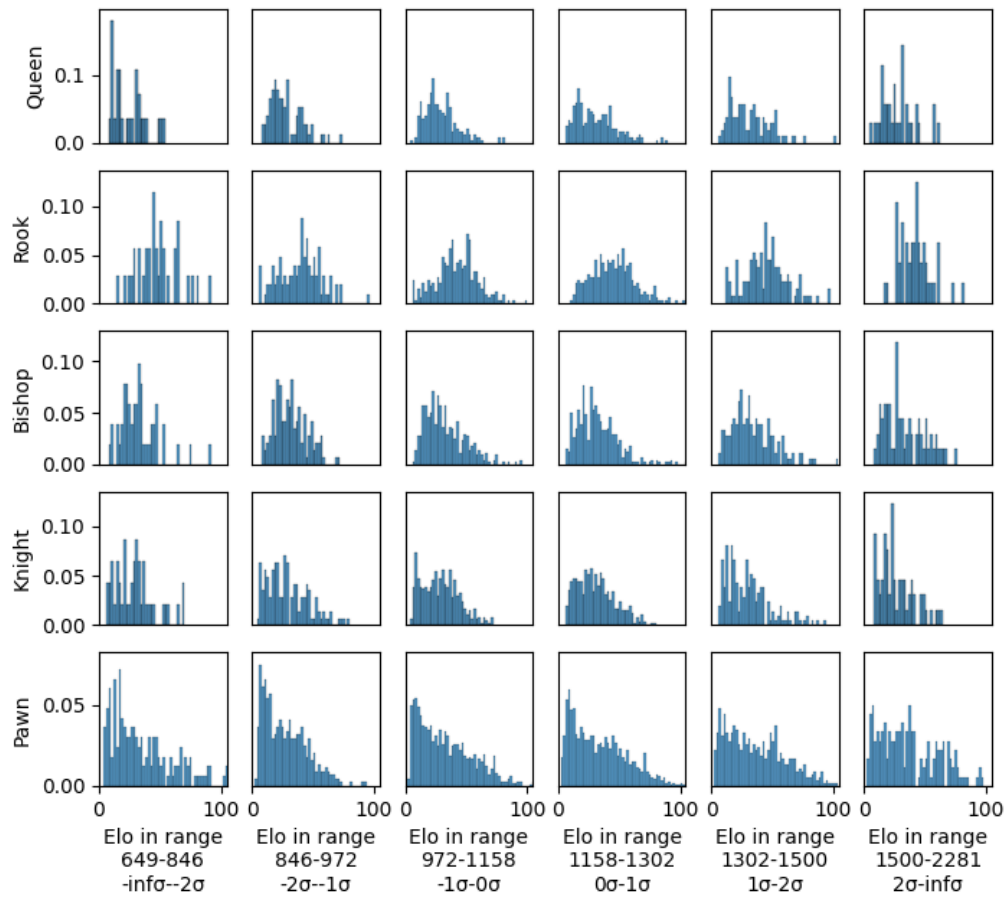 Queen
0.1
0.0
Rook
0.10
0.05
0.00
Bishop
0.10
0.05
0.00
Knight
0.10
0.05
0.00
Pawn
0.05
0.00
0 100 0 100 0 100 0 100 0 100 0 100
Elo in range Elo in range Elo in range Elo in range Elo in range Elo in range
649-846 846-972 972-1158 1158-1302 1302-1500 1500-2281
-infσ--2σ -2σ--1σ -1σ-0σ 0σ-1σ 1σ-2σ 2σ-infσ